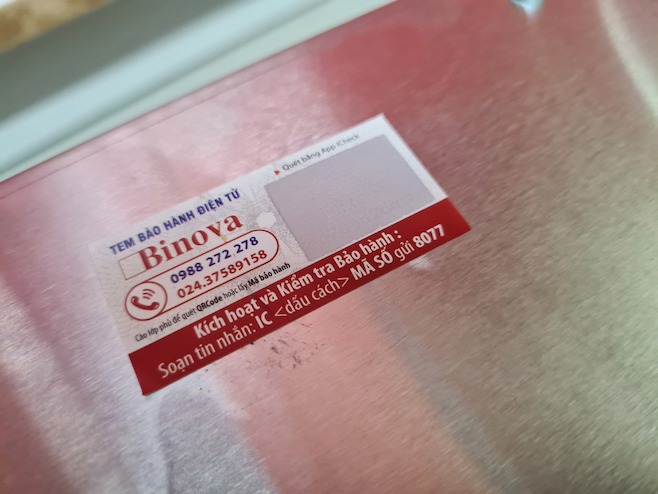 TEM BẢO HÀNH ĐIỆN TỬ
Binova
0988 272 278
024.37589158
Cào lớp phủ để quét QRCode hoặc lấy Mã bảo hành
Quét bằng App iCheck
Kích hoạt và Kiểm tra Bảo hành :
Soạn tin nhắn: IC <dấu cách> MÃ SỐ gửi 8077